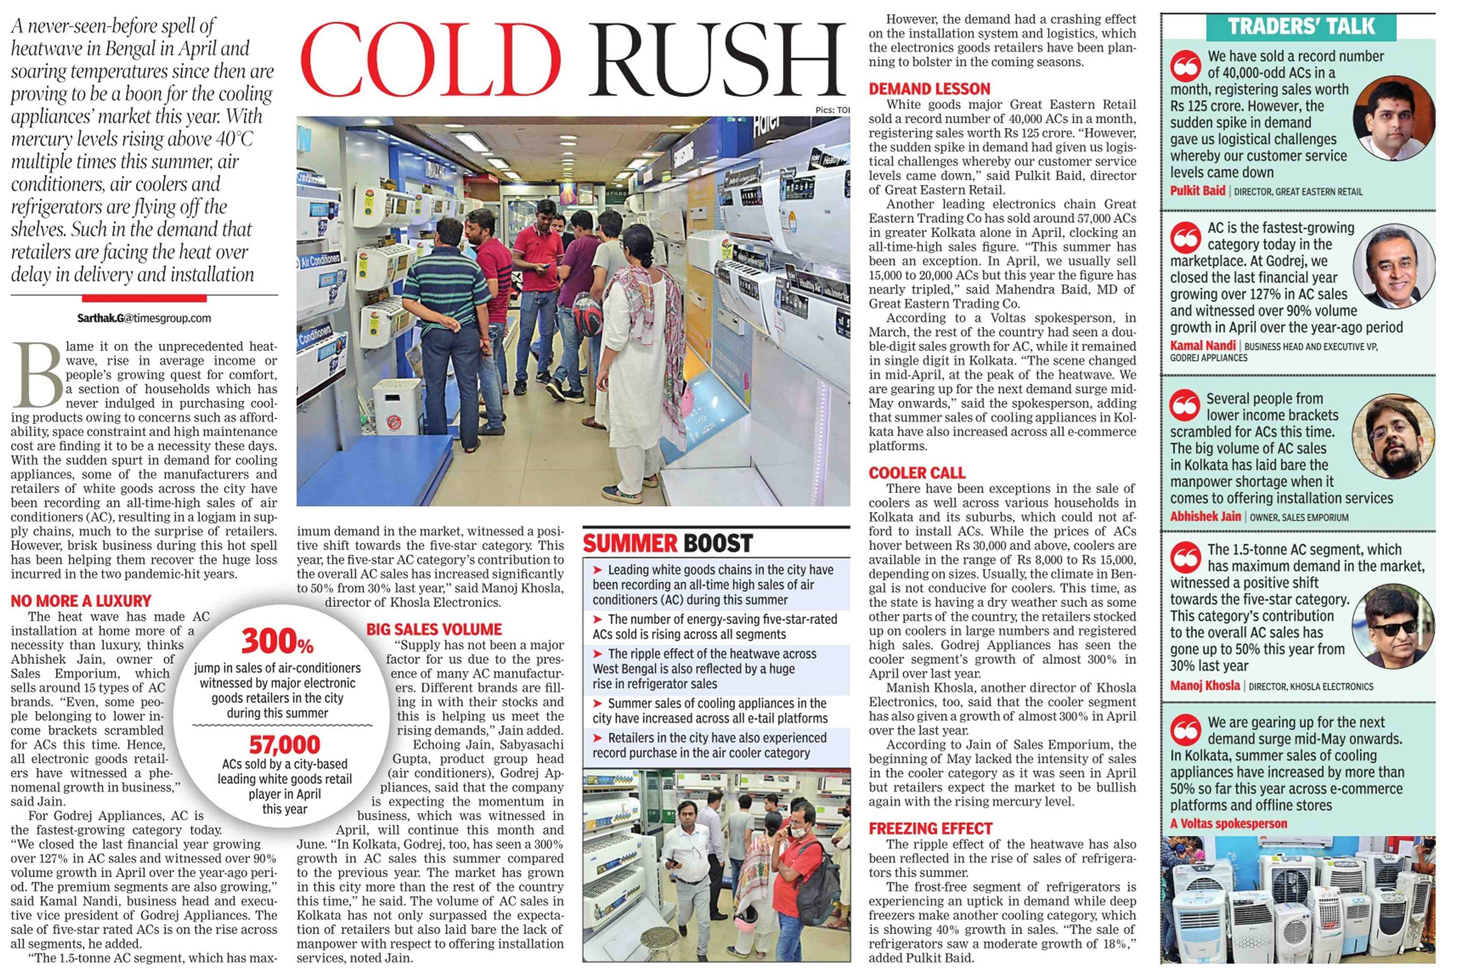 A never-seen-before spell of
heatwave in Bengal in April and
soaring temperatures since then are
proving to be a boon for the cooling
appliances' market this year. With
mercury levels rising above 40°C
multiple times this summer, air
conditioners, air coolers and
refrigerators are flying off the
shelves. Such in the demand that
retailers are facing the heat over
delay in delivery and installation
Sarthak.G@timesgroup.com
COLD RUSH
Pics: TOI
Blame it on the unprecedented heat-
wave, rise in average income or
people's growing quest for comfort,
a section of households which has
never indulged in purchasing cool-
ing products owing to concerns such as afford-
ability, space constraint and high maintenance
cost are finding it to be a necessity these days.
With the sudden spurt in demand for cooling
appliances, some of the manufacturers and
retailers of white goods across the city have
been recording an all-time-high sales of air
conditioners (AC), resulting in a logjam in sup-
ply chains, much to the surprise of retailers.
However, brisk business during this hot spell
has been helping them recover the huge loss
incurred in the two pandemic-hit years.
NO MORE A LUXURY
The heat wave has made AC
installation at home more of a
necessity than luxury, thinks
Abhishek Jain, owner of
Sales Emporium, which
sells around 15 types of AC
brands. "Even, some peo-
ple belonging to lower in-
come brackets scrambled
for ACs this time. Hence,
all electronic goods retail-
ers have witnessed a phe-
nomenal growth in business,"
said Jain.
For Godrej Appliances, AC is
the fastest-growing category today.
"We closed the last financial year growing
over 127% in AC sales and witnessed over 90%
volume growth in April over the year-ago peri-
od. The premium segments are also growing,"
said Kamal Nandi, business head and execu-
tive vice president of Godrej Appliances. The
sale of five-star rated ACs is on the rise across
all segments, he added.
"The 1.5-tonne AC segment, which has max-
imum demand in the market, witnessed a posi-
tive shift towards the five-star category. This
year, the five-star AC category's contribution to
the overall AC sales has increased significantly
to 50% from 30% last year," said Manoj Khosla,
director of Khosla Electronics.
300%
jump in sales of air-conditioners
witnessed by major electronic
goods retailers in the city
during this summer
57,000
ACs sold by a city-based
leading white goods retail
player in April
this year
BIG SALES VOLUME
"Supply has not been a major
factor for us due to the pres-
ence of many AC manufactur-
ers. Different brands are fill-
ing in with their stocks and
this is helping us meet the
rising demands," Jain added.
Echoing Jain, Sabyasachi
Gupta, product group head
(air conditioners), Godrej Ap-
pliances, said that the company
is expecting the momentum in
business, which was witnessed in
April, will continue this month and
June. "In Kolkata, Godrej, too, has seen a 300%
growth in AC sales this summer compared
to the previous year. The market has grown
in this city more than the rest of the country
this time," he said. The volume of AC sales in
Kolkata has not only surpassed the expecta-
tion of retailers but also laid bare the lack of
manpower with respect to offering installation
services, noted Jain.
SUMMER BOOST
➤ Leading white goods chains in the city have
been recording an all-time high sales of air
conditioners (AC) during this summer
➤ The number of energy-saving five-star-rated
ACs sold is rising across all segments
➤ The ripple effect of the heatwave across
West Bengal is also reflected by a huge
rise in refrigerator sales
➤ Summer sales of cooling appliances in the
city have increased across all e-tail platforms
➤ Retailers in the city have also experienced
record purchase in the air cooler category
However, the demand had a crashing effect
on the installation system and logistics, which
the electronics goods retailers have been plan-
ning to bolster in the coming seasons.
DEMAND LESSON
White goods major Great Eastern Retail
sold a record number of 40,000 ACs in a month,
registering sales worth Rs 125 crore. "However,
the sudden spike in demand had given us logis-
tical challenges whereby our customer service
levels came down," said Pulkit Baid, director
of Great Eastern Retail.
Another leading electronics chain Great
Eastern Trading Co has sold around 57,000 ACs
in greater Kolkata alone in April, clocking an
all-time-high sales figure. "This summer has
been an exception. In April, we usually sell
15,000 to 20,000 ACs but this year the figure has
nearly tripled," said Mahendra Baid, MD of
Great Eastern Trading Co.
According to a Voltas spokesperson, in
March, the rest of the country had seen a dou-
ble-digit sales growth for AC, while it remained
in single digit in Kolkata. "The scene changed
in mid-April, at the peak of the heatwave. We
are gearing up for the next demand surge mid-
May onwards," said the spokesperson, adding
that summer sales of cooling appliances in Kol-
kata have also increased across all e-commerce
platforms.
COOLER CALL
There have been exceptions in the sale of
coolers as well across various households in
Kolkata and its suburbs, which could not af-
ford to install ACs. While the prices of ACs
hover between Rs 30,000 and above, coolers are
available in the range of Rs 8,000 to Rs 15,000,
depending on sizes. Usually, the climate in Ben-
gal is not conducive for coolers. This time, as
the state is having a dry weather such as some
other parts of the country, the retailers stocked
up on coolers in large numbers and registered
high sales. Godrej Appliances has seen the
cooler segment's growth of almost 300% in
April over last year.
Manish Khosla, another director of Khosla
Electronics, too, said that the cooler segment
has also given a growth of almost 300% in April
over the last year.
According to Jain of Sales Emporium, the
beginning of May lacked the intensity of sales
in the cooler category as it was seen in April
but retailers expect the market to be bullish
again with the rising mercury level.
FREEZING EFFECT
The ripple effect of the heatwave has also
been reflected in the rise of sales of refrigera-
tors this summer.
The frost-free segment of refrigerators is
experiencing an uptick in demand while deep
freezers make another cooling category, which
is showing 40% growth in sales. "The sale of
refrigerators saw a moderate growth of 18%,"
added Pulkit Baid.
TRADERS' TALK
We have sold a record number
of 40,000-odd ACs in a
month, registering sales worth
Rs 125 crore. However, the
sudden spike in demand
gave us logistical challenges
whereby our customer service
levels came down
Pulkit Baid | DIRECTOR, GREAT EASTERN RETAIL
AC is the fastest-growing
category today in the
marketplace. At Godrej, we
closed the last financial year
growing over 127% in AC sales
and witnessed over 90% volume
growth in April over the year-ago period
Kamal Nandi | BUSINESS HEAD AND EXECUTIVE VP,
GODREJ APPLIANCES
Several people from
lower income brackets
scrambled for ACs this time.
The big volume of AC sales
in Kolkata has laid bare the
manpower shortage when it
comes to offering installation services
Abhishek Jain | OWNER, SALES EMPORIUM
The 1.5-tonne AC segment, which
has maximum demand in the market,
witnessed a positive shift
towards the five-star category.
This category's contribution
to the overall AC sales has
gone up to 50% this year from
30% last year
Manoj Khosla | DIRECTOR, KHOSLA ELECTRONICS
We are gearing up for the next
demand surge mid-May onwards.
In Kolkata, summer sales of cooling
appliances have increased by more than
50% so far this year across e-commerce
platforms and offline stores
A Voltas spokesperson
Haier
SAMSUNG
Air Conditioners